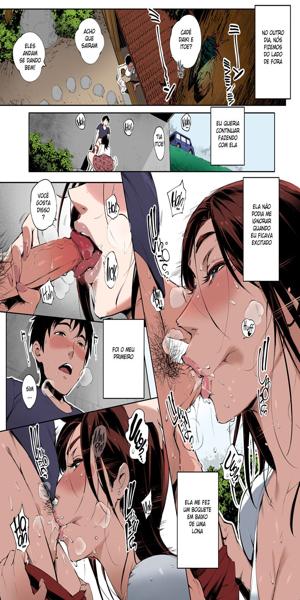 NO OUTRO
DIA, NÓS
FIZEMOS
DO LADO
DE FORA
CADÊ
DAIKI E
ITOE?
ACHO
QUE
SAIRAM
ELES
ANDAM
SE DANDO
BEM!
EU QUERIA
CONTINUAR
FAZENDO
COM ELA
TIA
ITOE!
ELA NÃO
PODIA ME
IGNORAR
QUANDO
EU FICAVA
EXCITADO
VOCÊ
GOSTA
DISSO
?
FOI O MEU
PRIMEIRO
SIM
...
ELA ME FEZ
UM BOQUETE
EM BAIXO
DE UMA
LONA